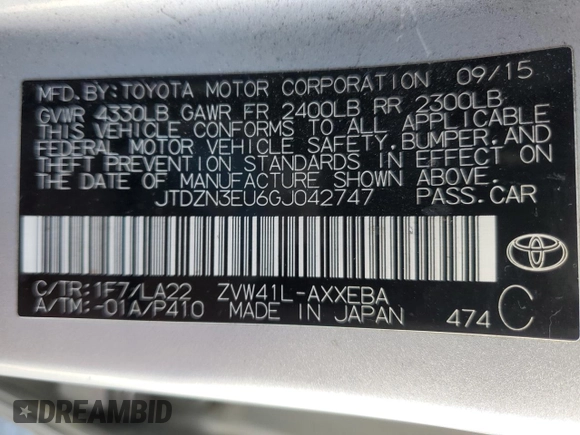 MFD.BY:TOYOTA MOTOR CORPORATION 09/15
GVWR 4330LB GAWR FR 2400LB RR 2300LB
THIS VEHICLE CONFORMS TO ALL APPLICABLE
FEDERAL MOTOR VEHICLE SAFETY,BUMPER,AND
THEFT PREVENTION STANDARDS IN EFFECT ON
THE DATE OF MANUFACTURE SHOWN ABOVE.
JTDZN3EU6GJ042747 PASS.CAR
C/TR:1F7/LA22 ZVW41L-AXXEBA
A/TM:-01A/P410 MADE IN JAPAN 474 C
TOYOTA
DREAMBID